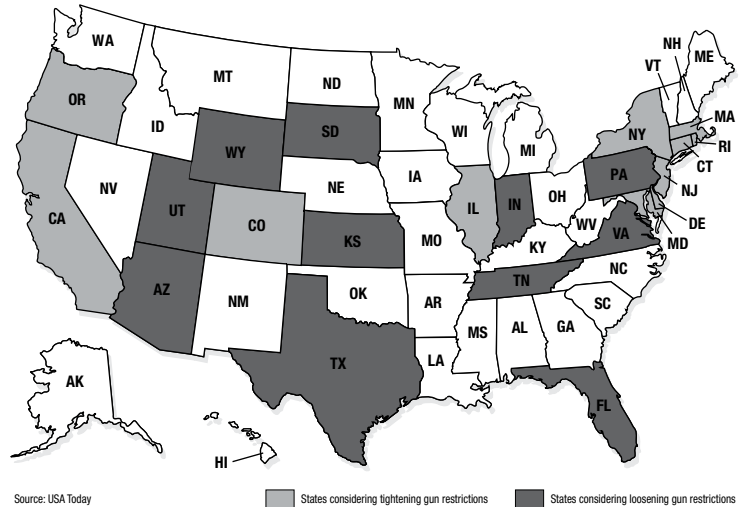 WA
MT
ND
MN
OR
ID
SD
WI
WY
MI
NH
VT
ME
MA
NY
RI
CT
NJ
PA
DE
MD
CA
NV
UT
CO
NE
IA
IL
IN
OH
WV
VA
KS
MO
KY
NC
TN
AZ
NM
OK
AR
SC
MS
AL
GA
TX
LA
FL
AK
HI
Source: USA Today
States considering tightening gun restrictions
States considering loosening gun restrictions